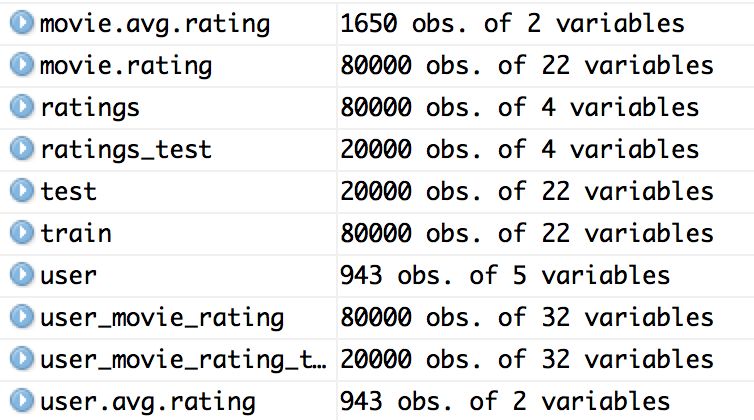 movie.avg.rating 1650 obs. of 2 variables
movie.rating 80000 obs. of 22 variables
ratings 80000 obs. of 4 variables
ratings_test 20000 obs. of 4 variables
test 20000 obs. of 22 variables
train 80000 obs. of 22 variables
user 943 obs. of 5 variables
user_movie_rating 80000 obs. of 32 variables
user_movie_rating_t… 20000 obs. of 32 variables
user.avg.rating 943 obs. of 2 variables